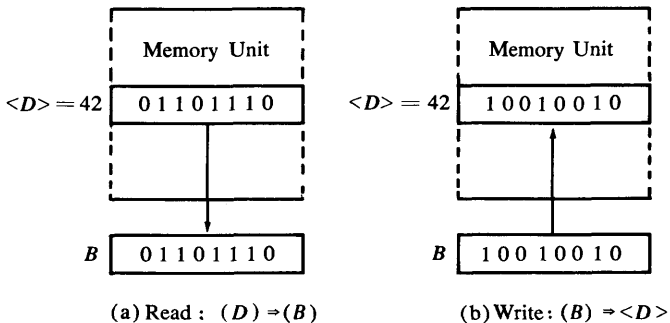 Memory Unit
<D> = 42 01101110
B 01101110
(a) Read : (D) ⇒ (B)
Memory Unit
<D> = 42 10010010
B 10010010
(b) Write : (B) ⇒ <D>